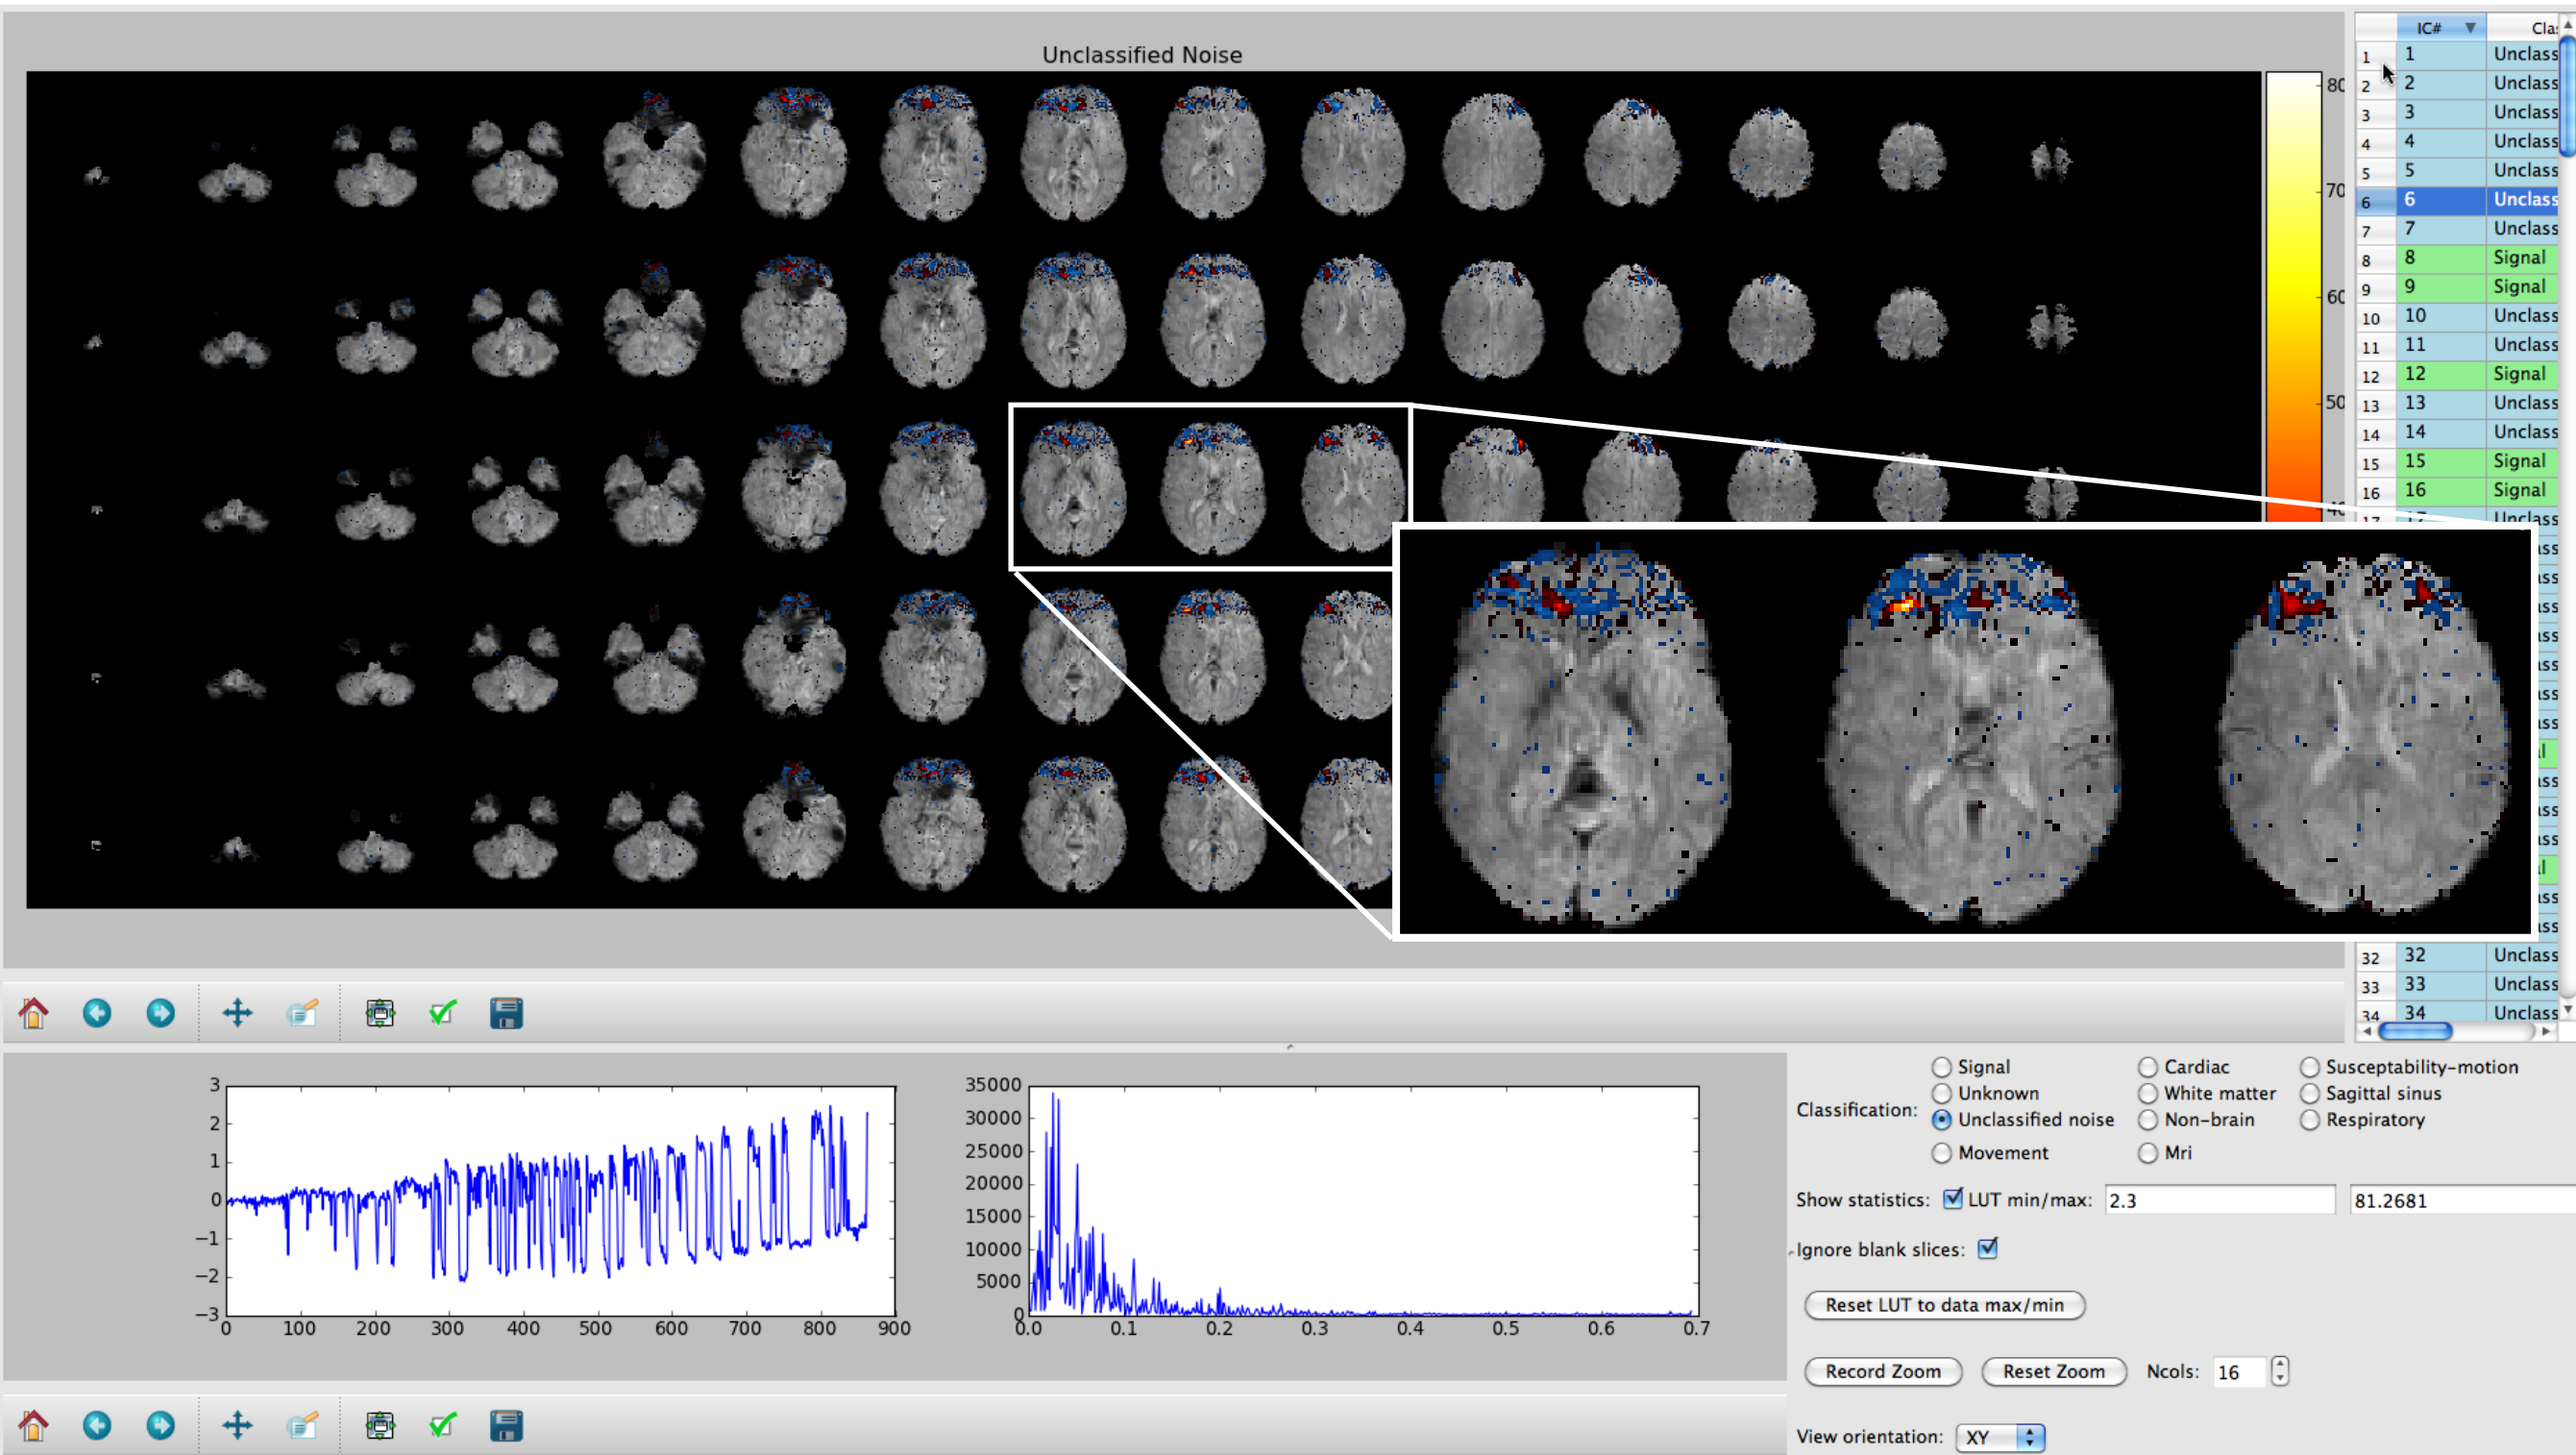 Unclassified Noise
80
70
60
50
IC#
1 1 Unclass
2 2 Unclass
3 3 Unclass
4 4 Unclass
5 5 Unclass
6 6 Unclass
7 7 Unclass
8 8 Signal
9 9 Signal
10 10 Unclass
11 11 Unclass
12 12 Signal
13 13 Unclass
14 14 Unclass
15 15 Signal
16 16 Signal
32 32 Unclass
33 33 Unclass
34 34 Unclass
3
2
1
0
−1
−2
−3
0 100 200 300 400 500 600 700 800 900
35000
30000
25000
20000
15000
10000
5000
0
0.0 0.1 0.2 0.3 0.4 0.5 0.6 0.7
Classification:
Signal Cardiac Susceptability-motion
Unknown White matter Sagittal sinus
Unclassified noise Non-brain Respiratory
Movement Mri
Show statistics: LUT min/max: 2.3 81.2681
Ignore blank slices:
Reset LUT to data max/min
Record Zoom Reset Zoom Ncols: 16
View orientation: XY